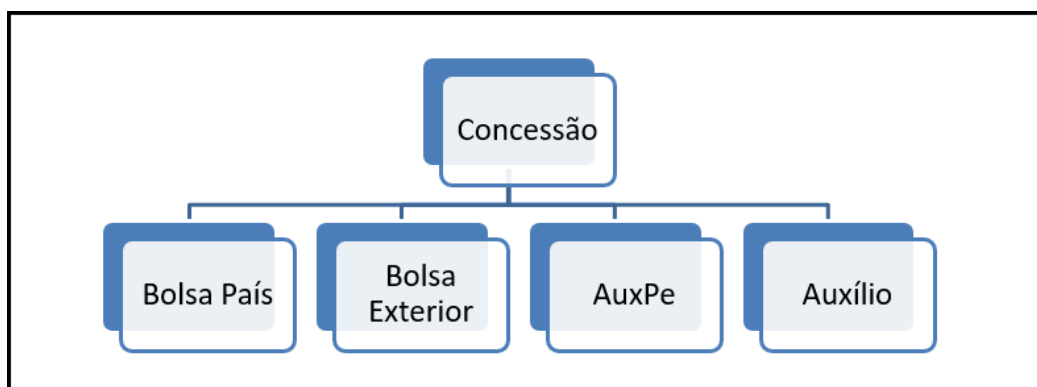 Concessão
Bolsa País
Bolsa
Exterior
AuxPe
Auxílio